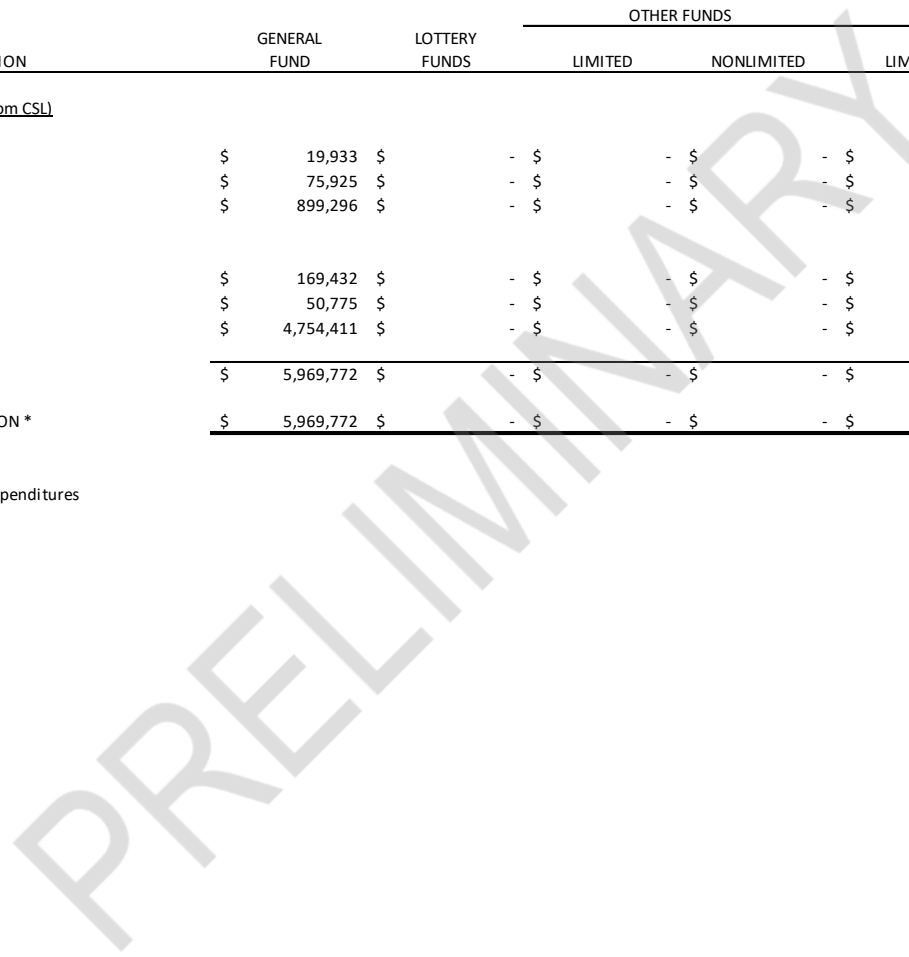 OTHER FUNDS
GENERAL LOTTERY
ION FUND FUNDS LIMITED NONLIMITED LIM
om CSL)
$ 19,933 $ - $ - $ - $
$ 75,925 $ - $ - $ - $
$ 899,296 $ - $ - $ - $
$ 169,432 $ - $ - $ - $
$ 50,775 $ - $ - $ - $
$ 4,754,411 $ - $ - $ - $
$ 5,969,772 $ - $ - $ - $
ON * $ 5,969,772 $ - $ - $ - $
penditures
PRELIMINARY